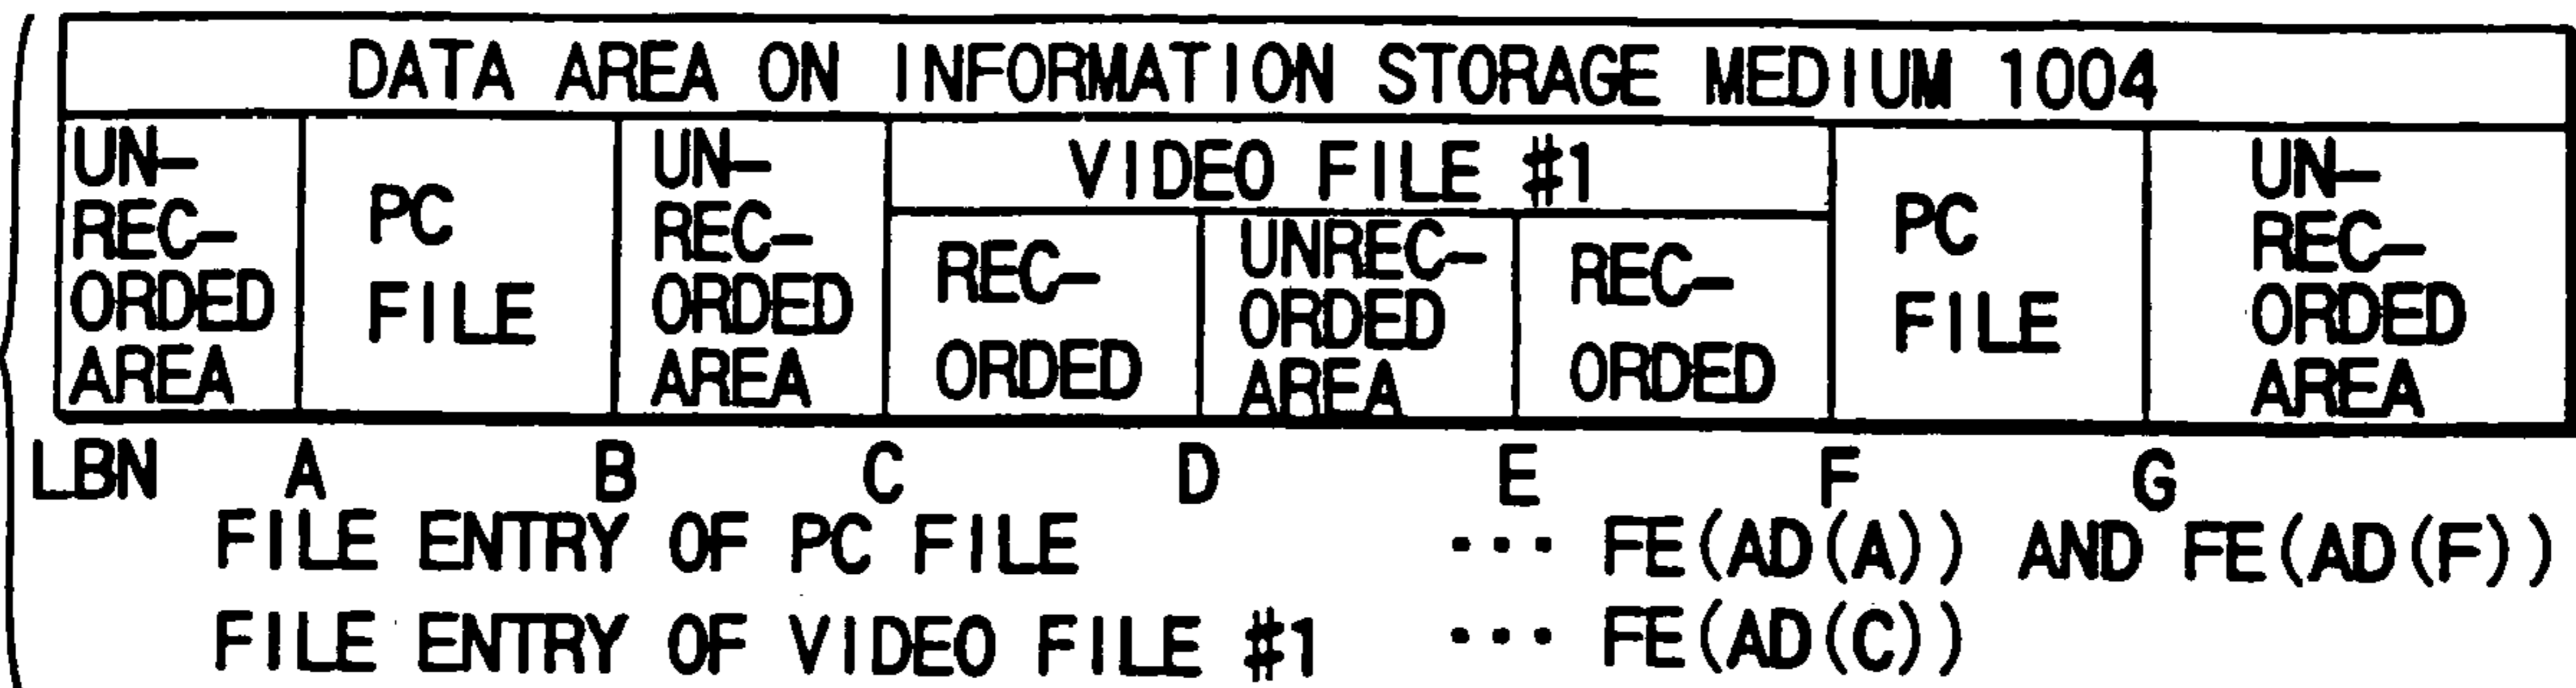 DATA AREA ON INFORMATION STORAGE MEDIUM 1004
UN-
REC-
ORDED
AREA
PC
FILE
UN-
REC-
ORDED
AREA
VIDEO FILE #1
REC-
ORDED
UNREC-
ORDED
AREA
REC-
ORDED
PC
FILE
UN-
REC-
ORDED
AREA
LBN A B C D E F G
FILE ENTRY OF PC FILE ··· FE(AD(A)) AND FE(AD(F))
FILE ENTRY OF VIDEO FILE #1 ··· FE(AD(C))